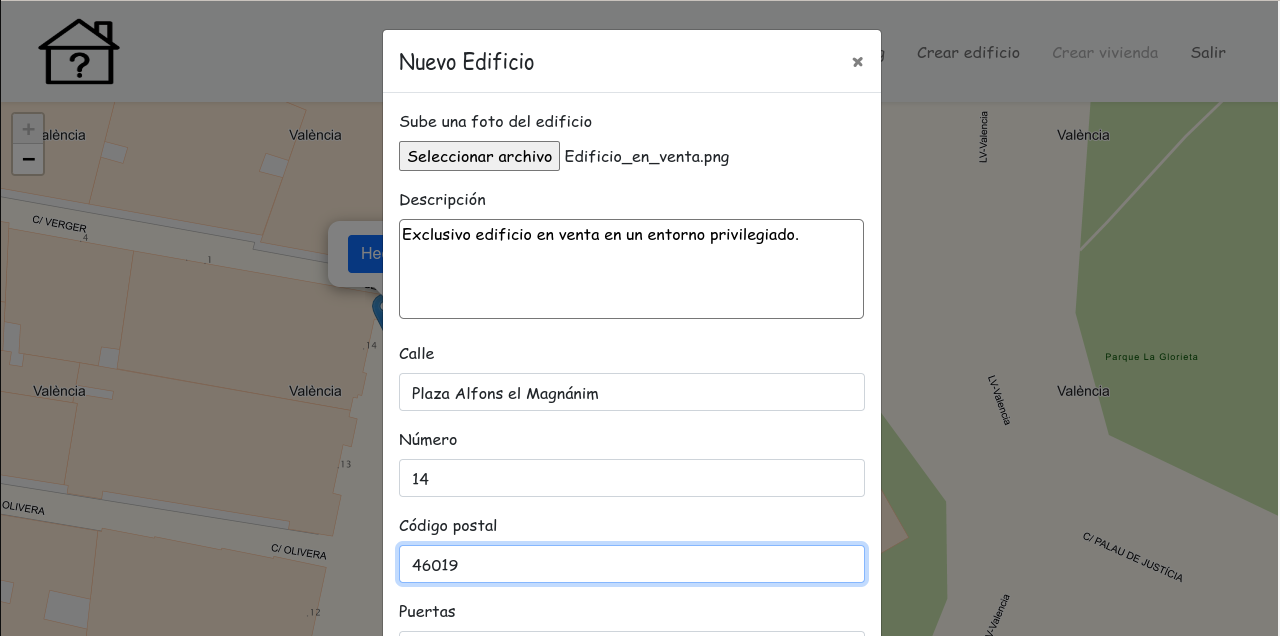 ?
Crear edificio
Crear vivienda
Salir
Nuevo Edificio
×
Sube una foto del edificio
Seleccionar archivo Edificio_en_venta.png
Descripción
Exclusivo edificio en venta en un entorno privilegiado.
Calle
Plaza Alfons el Magnánim
Número
14
Código postal
46019
Puertas
+
−
València
València
València
C/ VERGER
4
1
14
València
València
València
13
OLIVERA
C/ OLIVERA
12
LV-Valencia
Parque La Glorieta
LV-Valencia
C/ PALAU DE JUSTÍCIA
LV-Valencia